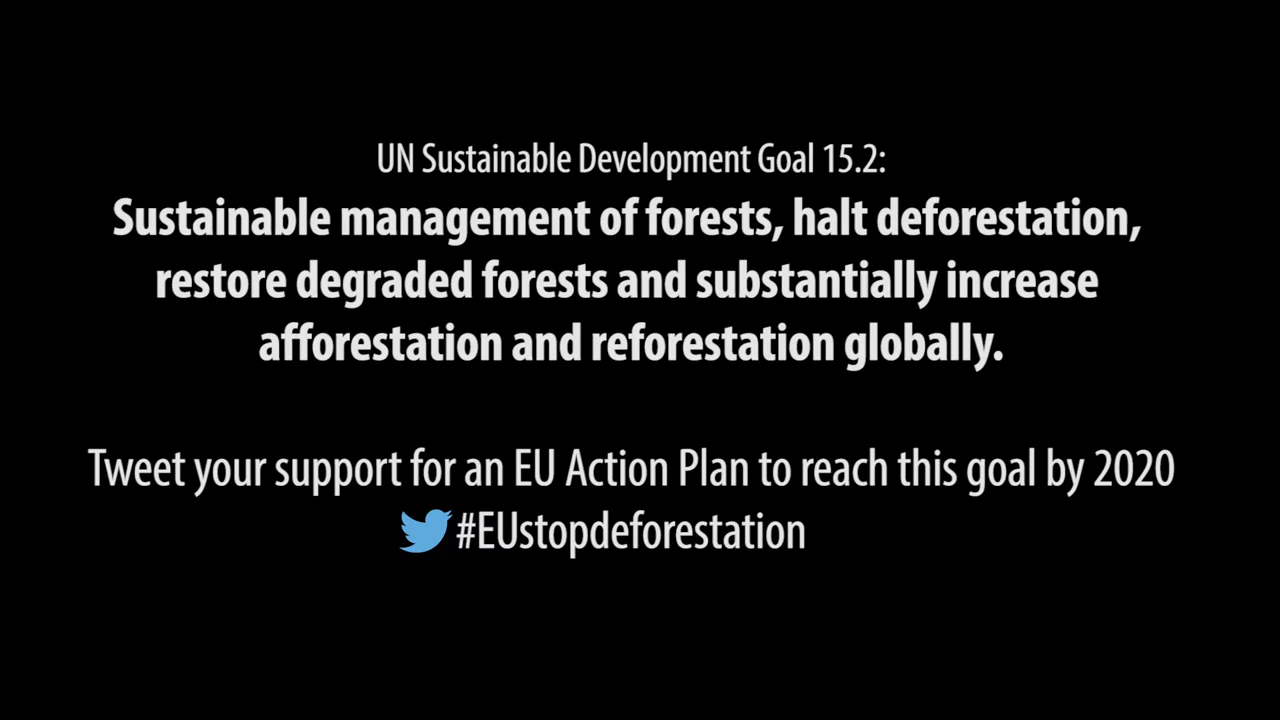 UN Sustainable Development Goal 15.2:
Sustainable management of forests, halt deforestation,
restore degraded forests and substantially increase
afforestation and reforestation globally.
Tweet your support for an EU Action Plan to reach this goal by 2020
#EUstopdeforestation